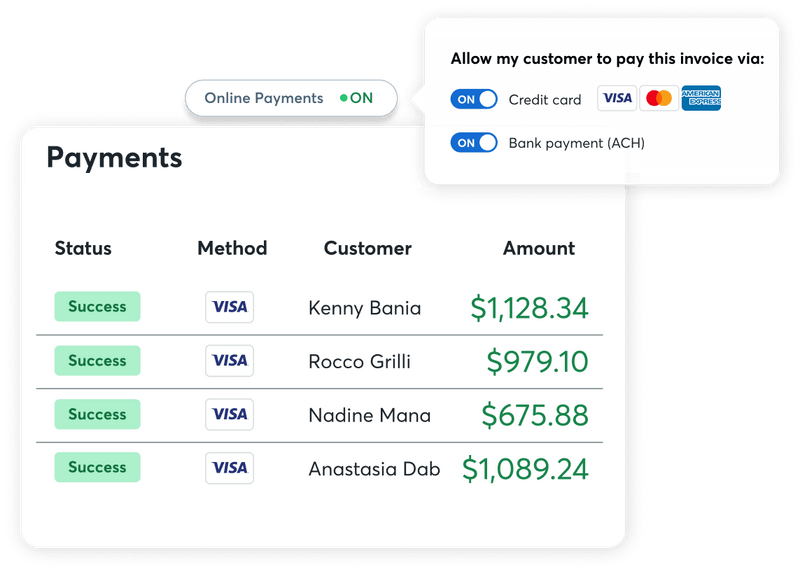 Allow my customer to pay this invoice via:
Online Payments ON
ON Credit card VISA AMERICAN EXPRESS
ON Bank payment (ACH)
Payments
Status Method Customer Amount
Success VISA Kenny Bania $1,128.34
Success VISA Rocco Grilli $979.10
Success VISA Nadine Mana $675.88
Success VISA Anastasia Dab $1,089.24